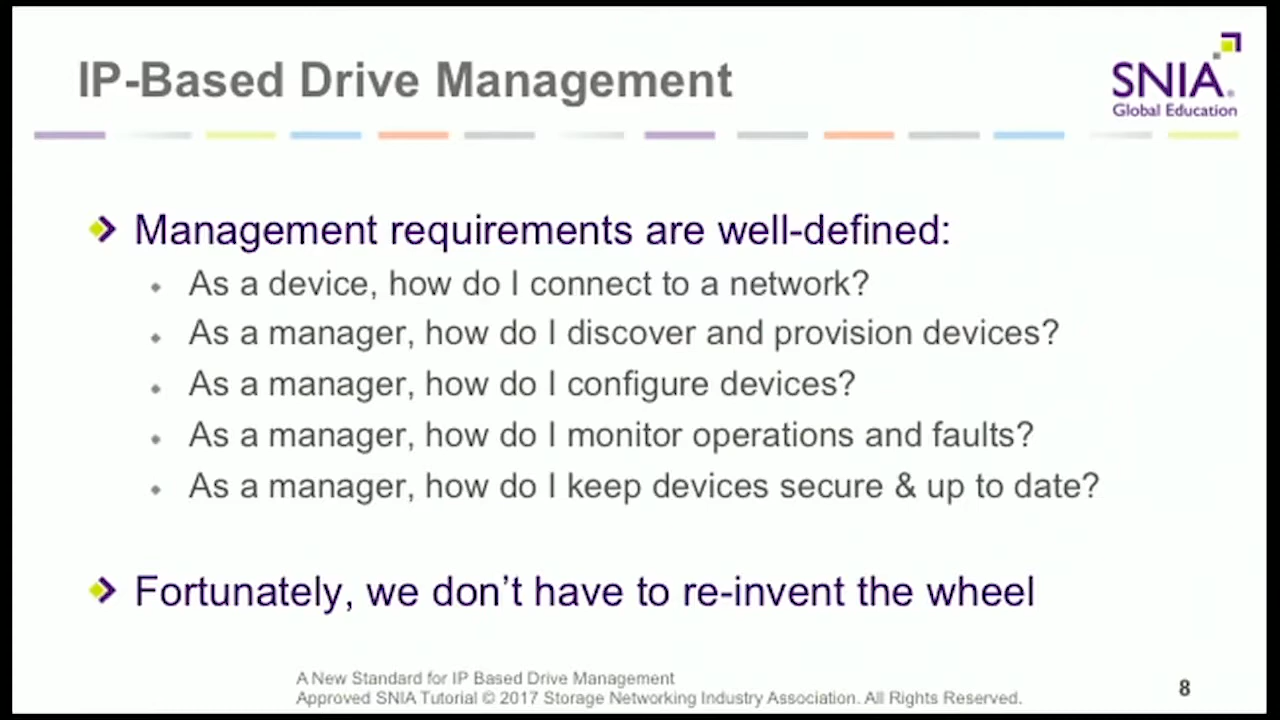 IP-Based Drive Management
SNIA.
Global Education
Management requirements are well-defined:
As a device, how do I connect to a network?
As a manager, how do I discover and provision devices?
As a manager, how do I configure devices?
As a manager, how do I monitor operations and faults?
As a manager, how do I keep devices secure & up to date?
Fortunately, we don't have to re-invent the wheel
A New Standard for IP Based Drive Management
Approved SNIA Tutorial © 2017 Storage Networking Industry Association. All Rights Reserved.
8